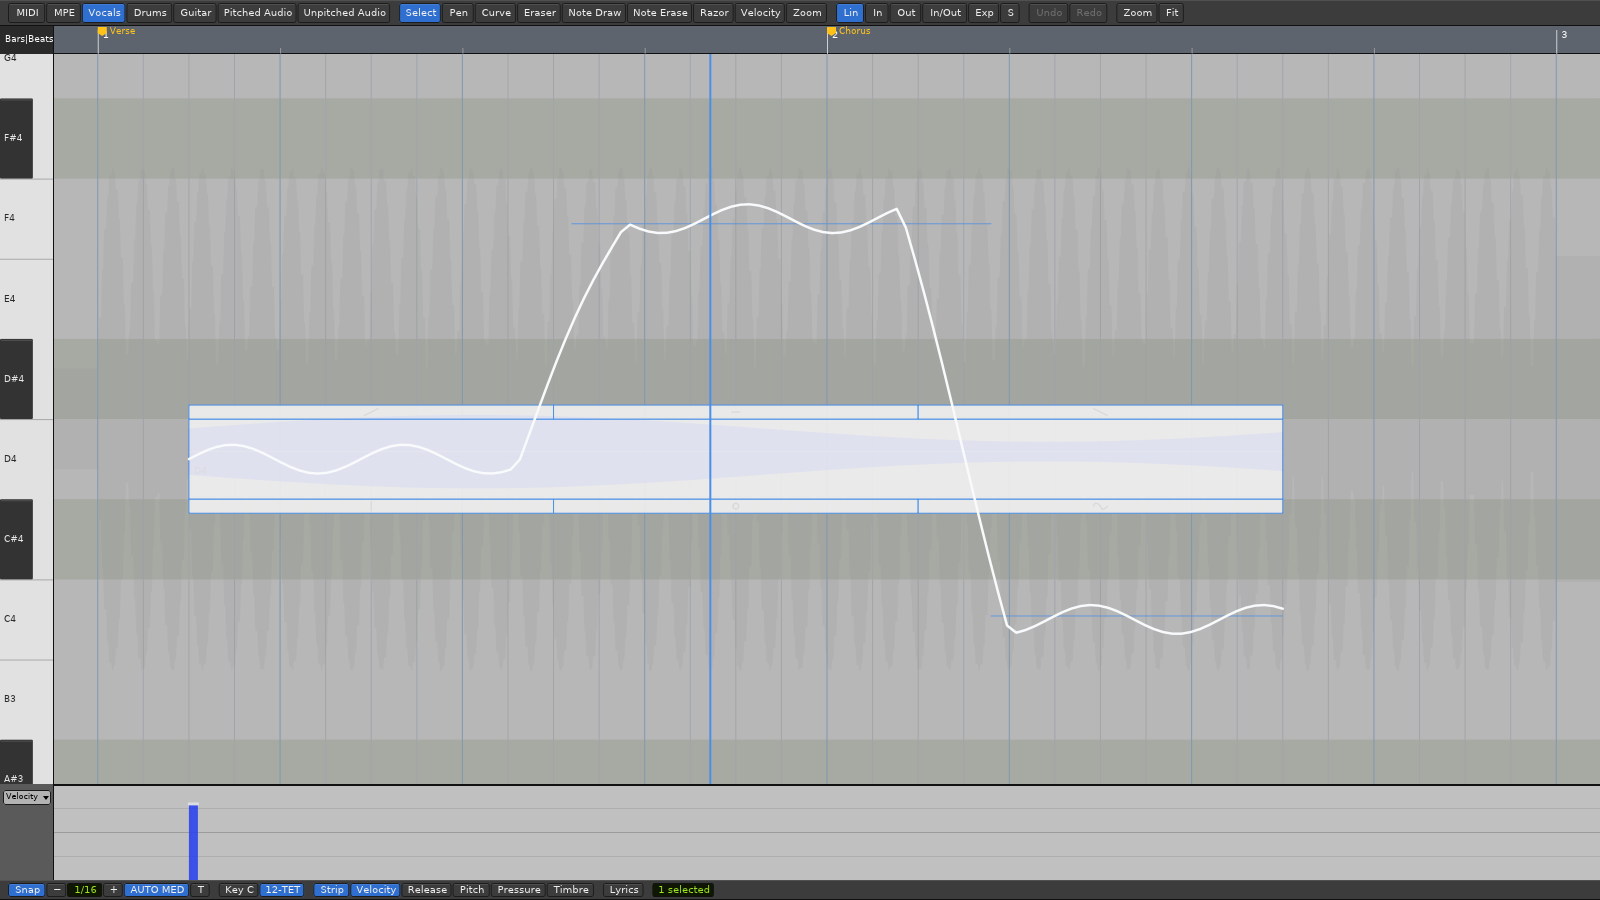 MIDI MPE Vocals Drums Guitar Pitched Audio Unpitched Audio Select Pen Curve Eraser Note Draw Note Erase Razor Velocity Zoom Lin In Out In/Out Exp S Undo Redo Zoom Fit
Bars|Beats 1 Verse 2 Chorus 3
G4
F#4
F4
E4
D#4
D4
C#4
C4
B3
A#3
Velocity
Snap − 1/16 + AUTO MED T Key C 12-TET Strip Velocity Release Pitch Pressure Timbre Lyrics 1 selected